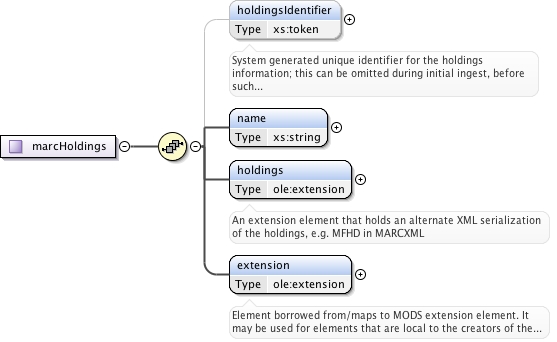 holdingsIdentifier
Type xs:token
System generated unique identifier for the holdings
information; this can be omitted during initial ingest, before
such...
name
Type xs:string
marcHoldings
holdings
Type ole:extension
An extension element that holds an alternate XML serialization
of the holdings, e.g. MFHD in MARCXML
extension
Type ole:extension
Element borrowed from/maps to MODS extension element. It
may be used for elements that are local to the creators of the...